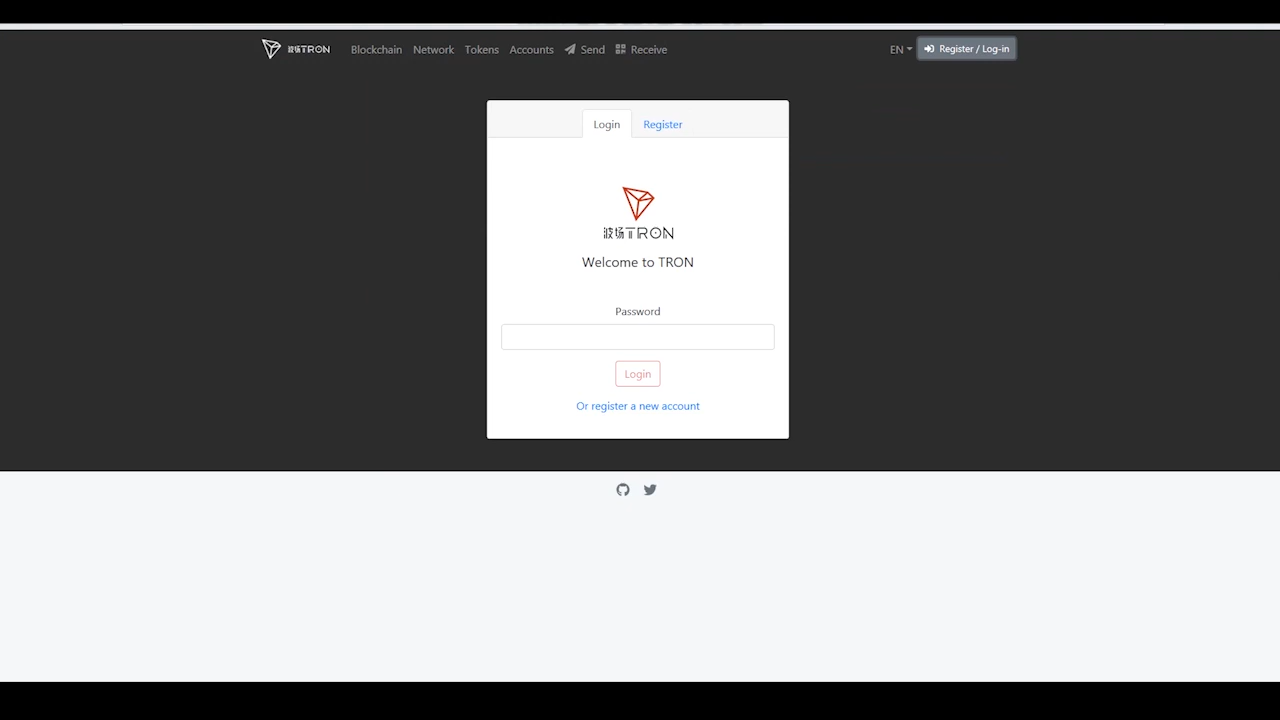 波场TRON Blockchain Network Tokens Accounts Send Receive EN Register / Log-in
Login Register
波场TRON
Welcome to TRON
Password
Login
Or register a new account